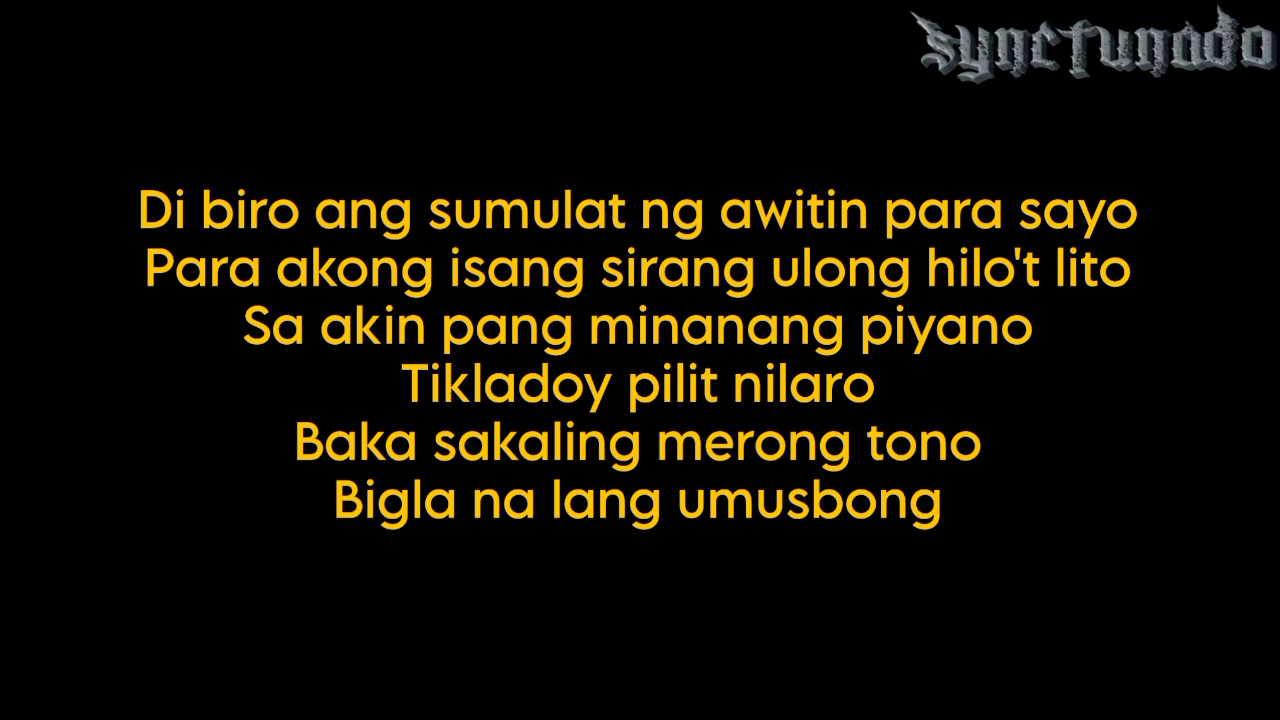 Synctunado
Di biro ang sumulat ng awitin para sayo
Para akong isang sirang ulong hilo't lito
Sa akin pang minanang piyano
Tikladoy pilit nilaro
Baka sakaling merong tono
Bigla na lang umusbong